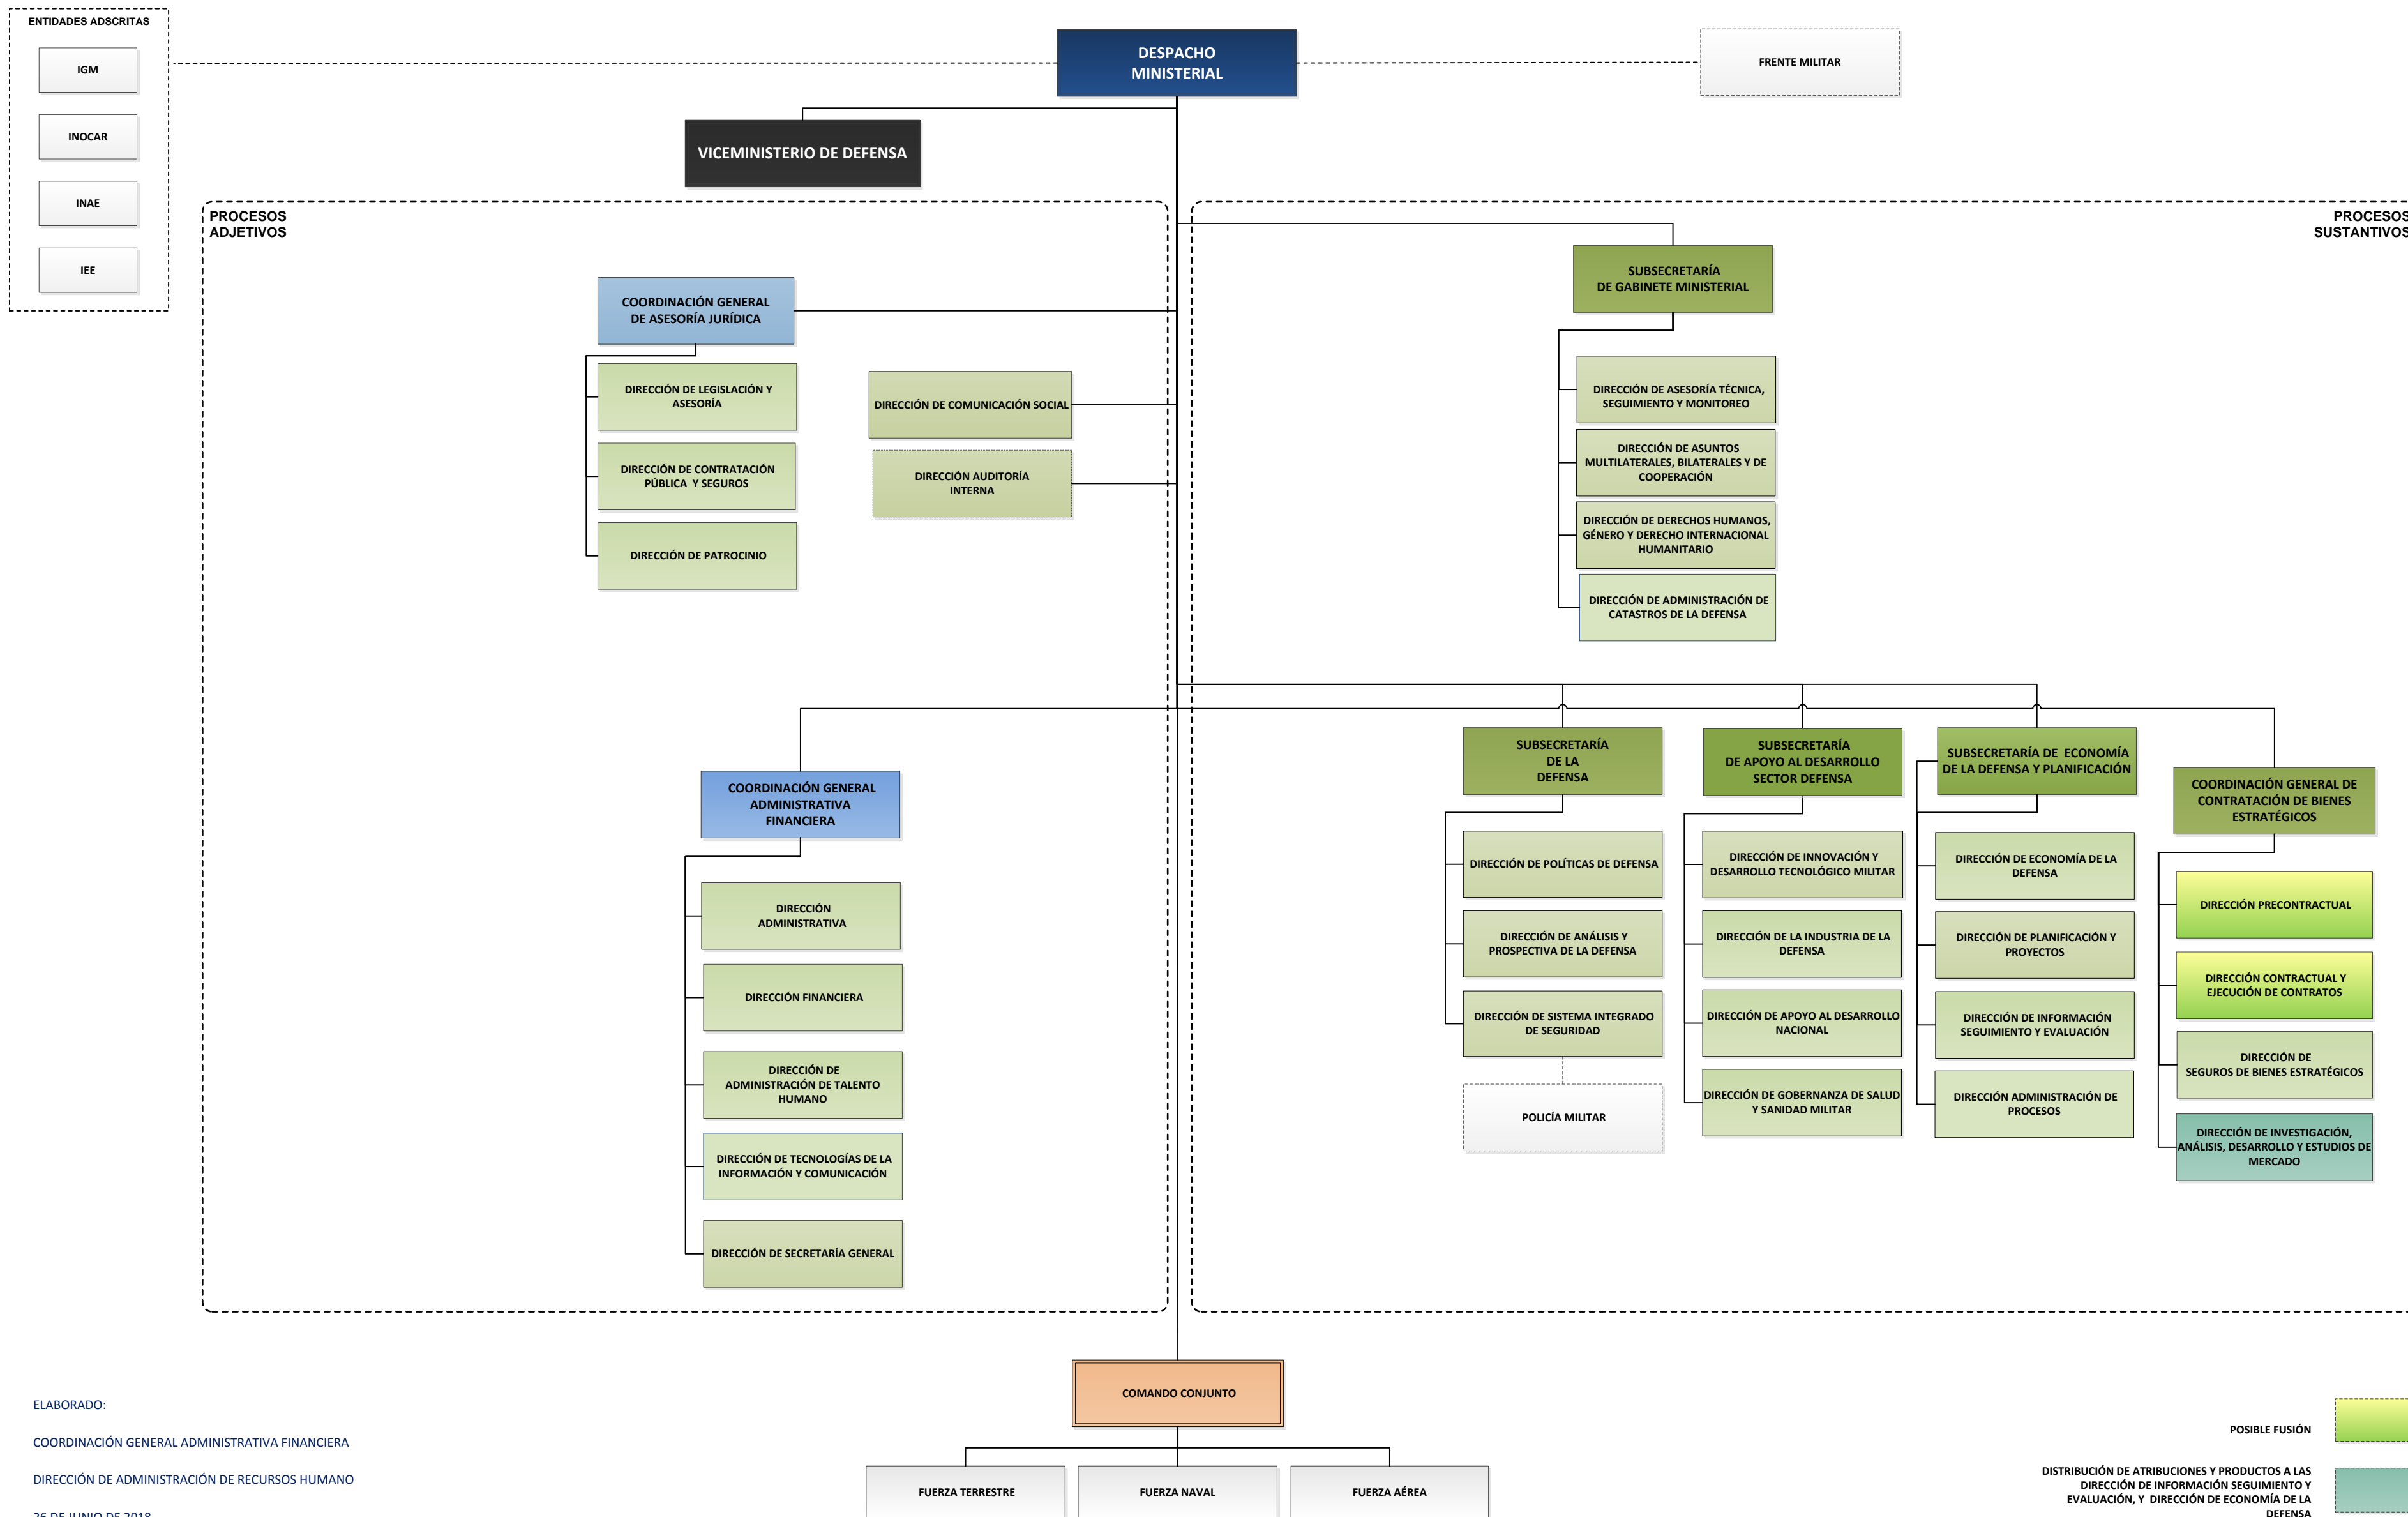 ENTIDADES ADSCRITAS
IGM
INOCAR
INAE
IEE
DESPACHO
MINISTERIAL
FRENTE MILITAR
VICEMINISTERIO DE DEFENSA
PROCESOS
ADJETIVOS
PROCESOS
SUSTANTIVOS
COORDINACIÓN GENERAL
DE ASESORÍA JURÍDICA
DIRECCIÓN DE LEGISLACIÓN Y
ASESORÍA
DIRECCIÓN DE CONTRATACIÓN
PÚBLICA Y SEGUROS
DIRECCIÓN DE PATROCINIO
DIRECCIÓN DE COMUNICACIÓN SOCIAL
DIRECCIÓN AUDITORÍA
INTERNA
SUBSECRETARÍA
DE GABINETE MINISTERIAL
DIRECCIÓN DE ASESORÍA TÉCNICA,
SEGUIMIENTO Y MONITOREO
DIRECCIÓN DE ASUNTOS
MULTILATERALES, BILATERALES Y DE
COOPERACIÓN
DIRECCIÓN DE DERECHOS HUMANOS,
GÉNERO Y DERECHO INTERNACIONAL
HUMANITARIO
DIRECCIÓN DE ADMINISTRACIÓN DE
CATASTROS DE LA DEFENSA
COORDINACIÓN GENERAL
ADMINISTRATIVA
FINANCIERA
DIRECCIÓN
ADMINISTRATIVA
DIRECCIÓN FINANCIERA
DIRECCIÓN DE
ADMINISTRACIÓN DE TALENTO
HUMANO
DIRECCIÓN DE TECNOLOGÍAS DE LA
INFORMACIÓN Y COMUNICACIÓN
DIRECCIÓN DE SECRETARÍA GENERAL
SUBSECRETARÍA
DE LA
DEFENSA
DIRECCIÓN DE POLÍTICAS DE DEFENSA
DIRECCIÓN DE ANÁLISIS Y
PROSPECTIVA DE LA DEFENSA
DIRECCIÓN DE SISTEMA INTEGRADO
DE SEGURIDAD
POLICÍA MILITAR
SUBSECRETARÍA
DE APOYO AL DESARROLLO
SECTOR DEFENSA
DIRECCIÓN DE INNOVACIÓN Y
DESARROLLO TECNOLÓGICO MILITAR
DIRECCIÓN DE LA INDUSTRIA DE LA
DEFENSA
DIRECCIÓN DE APOYO AL DESARROLLO
NACIONAL
DIRECCIÓN DE GOBERNANZA DE SALUD
Y SANIDAD MILITAR
SUBSECRETARÍA DE ECONOMÍA
DE LA DEFENSA Y PLANIFICACIÓN
DIRECCIÓN DE ECONOMÍA DE LA
DEFENSA
DIRECCIÓN DE PLANIFICACIÓN Y
PROYECTOS
DIRECCIÓN DE INFORMACIÓN
SEGUIMIENTO Y EVALUACIÓN
DIRECCIÓN ADMINISTRACIÓN DE
PROCESOS
COORDINACIÓN GENERAL DE
CONTRATACIÓN DE BIENES
ESTRATÉGICOS
DIRECCIÓN PRECONTRACTUAL
DIRECCIÓN CONTRACTUAL Y
EJECUCIÓN DE CONTRATOS
DIRECCIÓN DE
SEGUROS DE BIENES ESTRATÉGICOS
DIRECCIÓN DE INVESTIGACIÓN,
ANÁLISIS, DESARROLLO Y ESTUDIOS DE
MERCADO
COMANDO CONJUNTO
FUERZA TERRESTRE
FUERZA NAVAL
FUERZA AÉREA
ELABORADO:
COORDINACIÓN GENERAL ADMINISTRATIVA FINANCIERA
DIRECCIÓN DE ADMINISTRACIÓN DE RECURSOS HUMANO
26 DE JUNIO DE 2018
POSIBLE FUSIÓN
DISTRIBUCIÓN DE ATRIBUCIONES Y PRODUCTOS A LAS
DIRECCIÓN DE INFORMACIÓN SEGUIMIENTO Y
EVALUACIÓN, Y DIRECCIÓN DE ECONOMÍA DE LA
DEFENSA